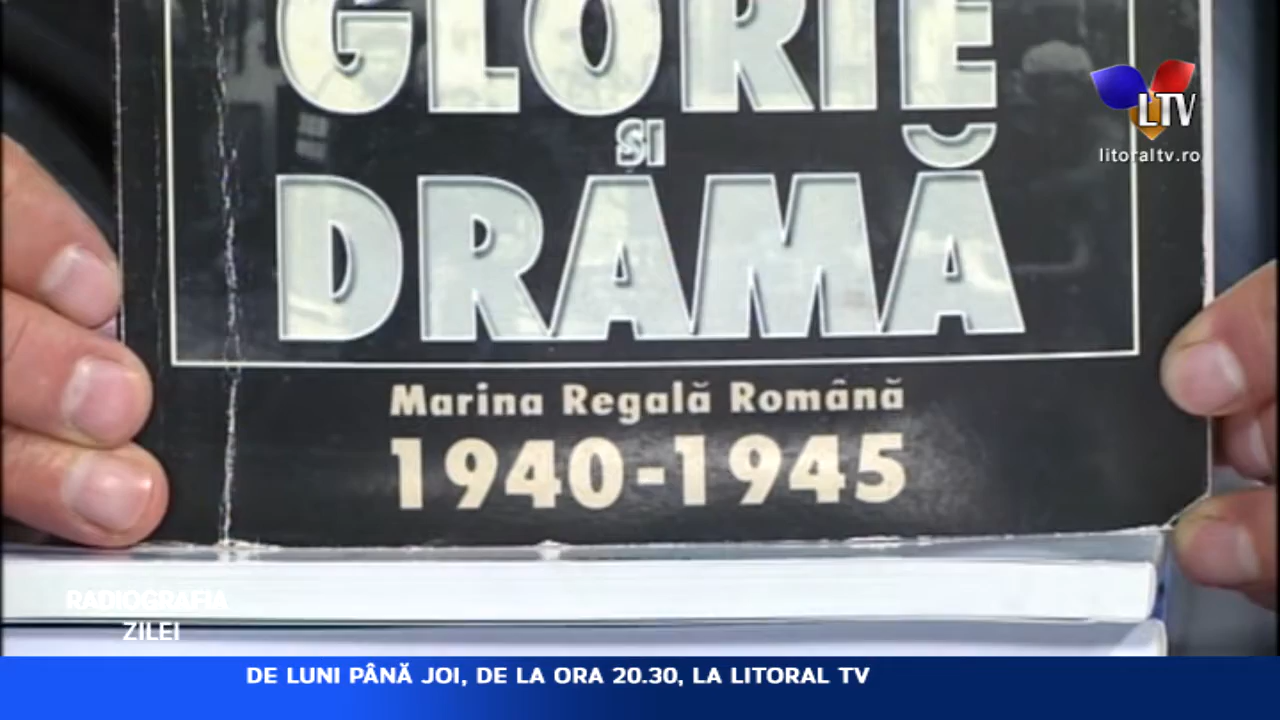 GLORIE
ȘI
DRAMĂ
Marina Regală Română
1940-1945
LTV
litoraltv.ro
RADIOGRAFIA
ZILEI
DE LUNI PÂNĂ JOI, DE LA ORA 20.30, LA LITORAL TV